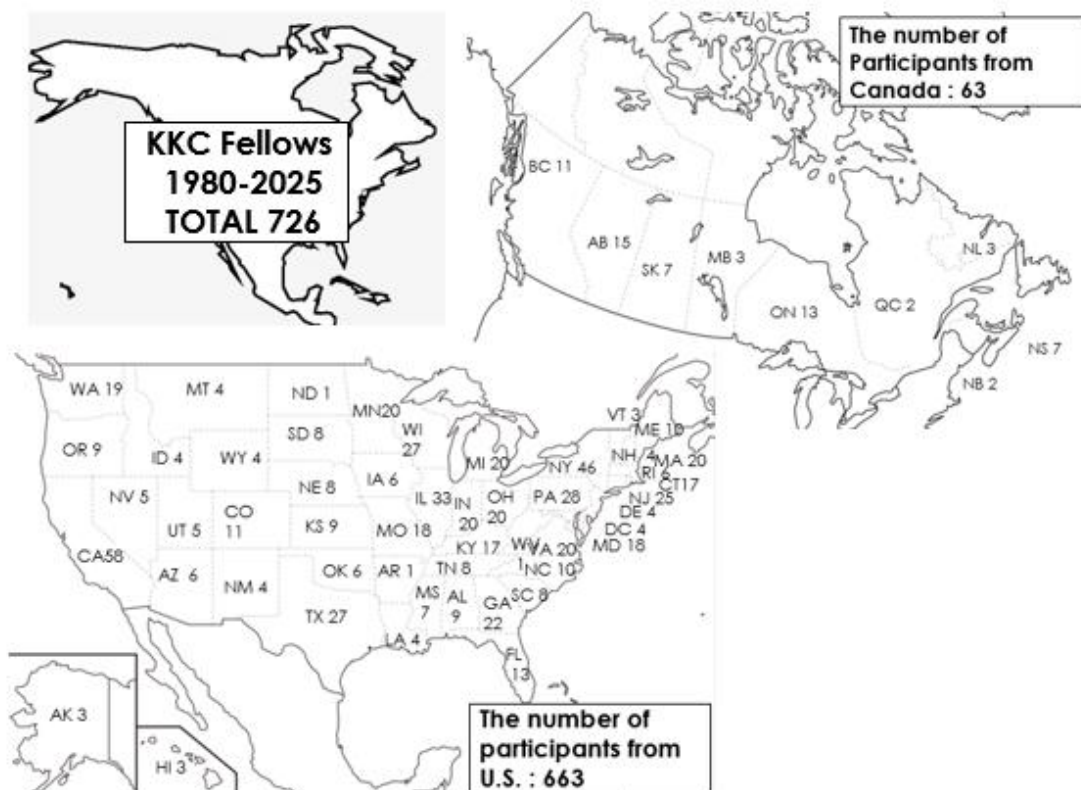 KKC Fellows
1980-2025
TOTAL 726
The number of
Participants from
Canada : 63
BC 11
AB 15
SK 7
MB 3
ON 13
QC 2
NL 3
NS 7
NB 2
WA 19
MT 4
ND 1
MN20
VT 3
ME 10
OR 9
ID 4
WY 4
SD 8
WI
27
MI 20
NY 46
NH 4
MA 20
RI 6
CT17
NV 5
UT 5
CO
11
NE 8
IA 6
IL 33
IN
20
OH
20
PA 28
NJ 25
DE 4
DC 4
MD 18
CA58
AZ 6
NM 4
KS 9
MO 18
KY 17
WV
1
VA 20
NC 10
OK 6
AR 1
TN 8
SC 8
TX 27
LA 4
MS
7
AL
9
GA
22
FL
13
AK 3
HI 3
The number of
participants from
U.S. : 663